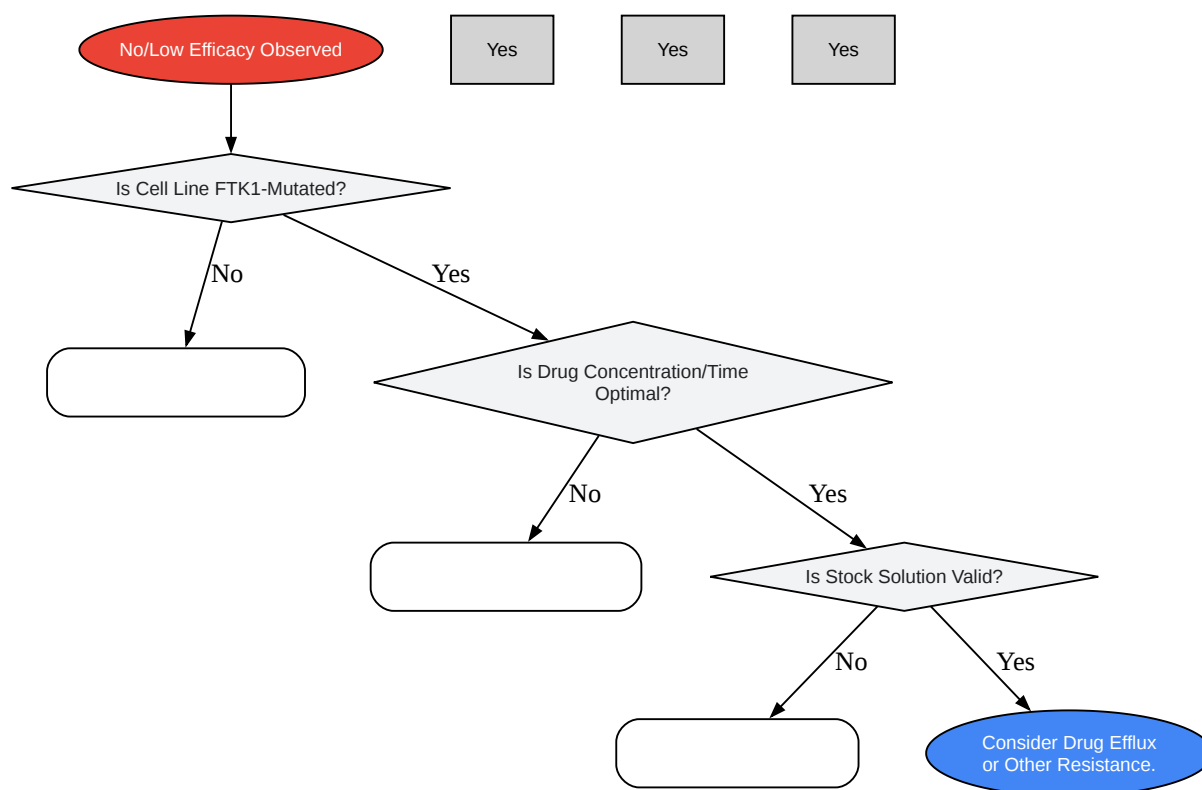 No/Low Efficacy Observed
Yes
Yes
Yes
Is Cell Line FTK1-Mutated?
No
Yes
Is Drug Concentration/Time
Optimal?
No
Yes
Is Stock Solution Valid?
No
Yes
Consider Drug Efflux
or Other Resistance.